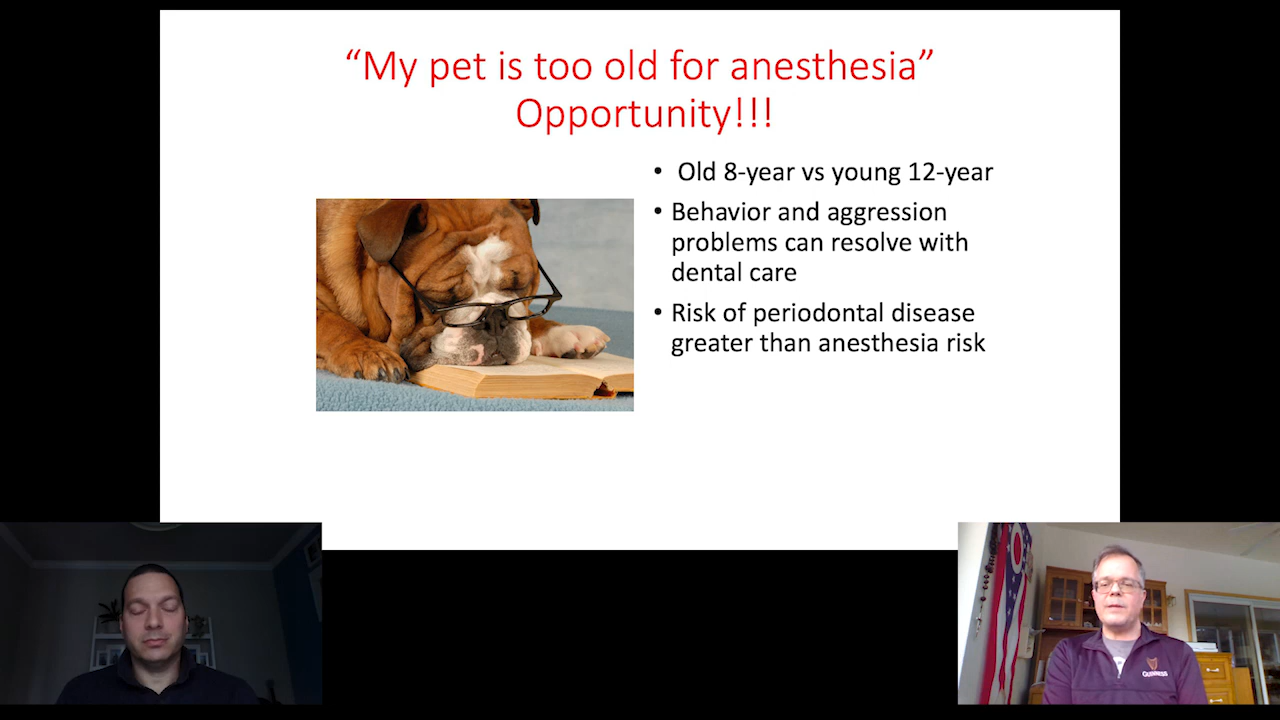 “My pet is too old for anesthesia”
Opportunity!!!
• Old 8-year vs young 12-year
• Behavior and aggression
problems can resolve with
dental care
• Risk of periodontal disease
greater than anesthesia risk
GUINNESS